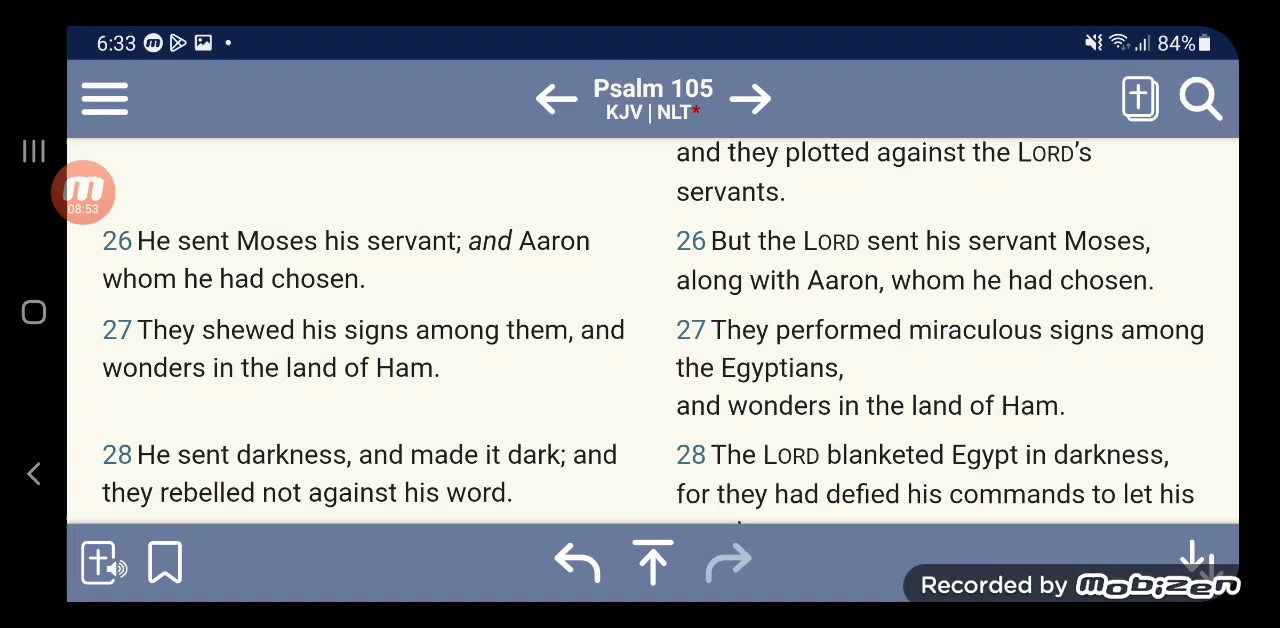 6:33
84%
Psalm 105
KJV | NLT*
08:53
and they plotted against the LORD’s
servants.
26 He sent Moses his servant; and Aaron
whom he had chosen.
26 But the LORD sent his servant Moses,
along with Aaron, whom he had chosen.
27 They shewed his signs among them, and
wonders in the land of Ham.
27 They performed miraculous signs among
the Egyptians,
and wonders in the land of Ham.
28 He sent darkness, and made it dark; and
they rebelled not against his word.
28 The LORD blanketed Egypt in darkness,
for they had defied his commands to let his
Recorded by Mobizen